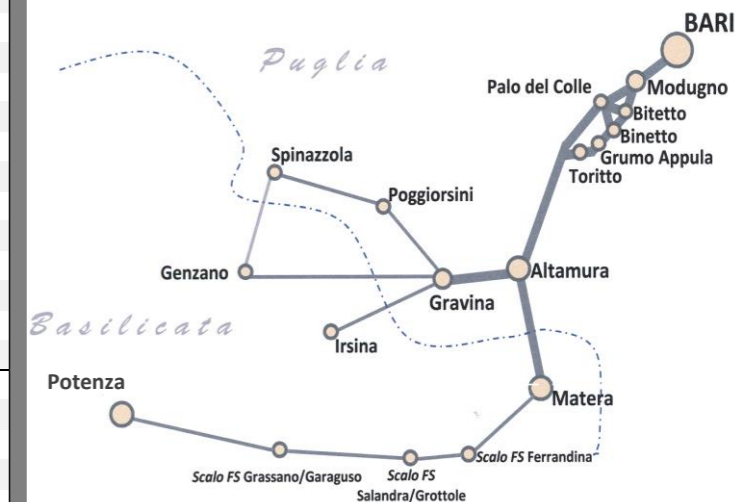 BARI
Puglia
Palo del Colle
Modugno
Bitetto
Binetto
Grumo Appula
Toritto
Spinazzola
Poggiorsini
Genzano
Gravina
Altamura
Irsina
Basilicata
Potenza
Matera
Scalo FS Ferrandina
Scalo FS Grassano/Garaguso
Scalo FS
Salandra/Grottole